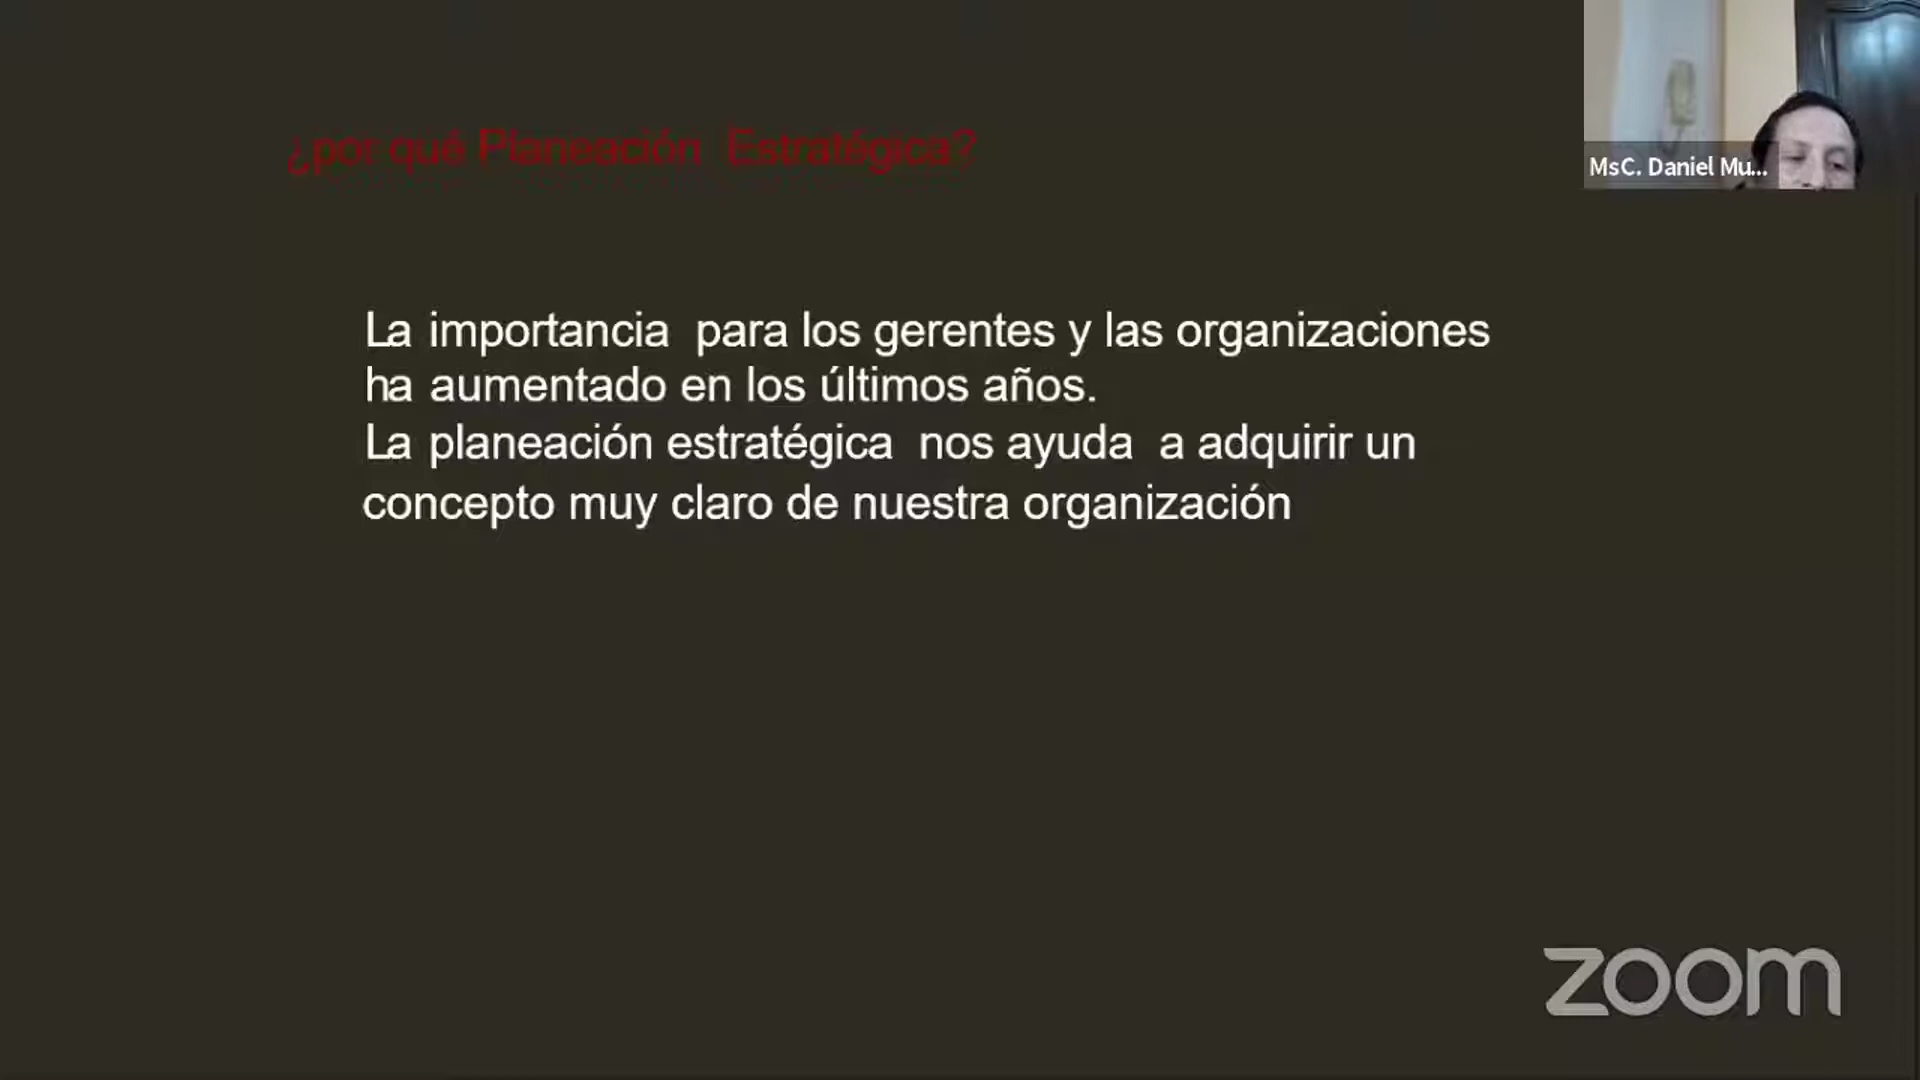 ¿por qué Planeación Estratégica?
MsC. Daniel Mu...
La importancia para los gerentes y las organizaciones
ha aumentado en los últimos años.
La planeación estratégica nos ayuda a adquirir un
concepto muy claro de nuestra organización
zoom